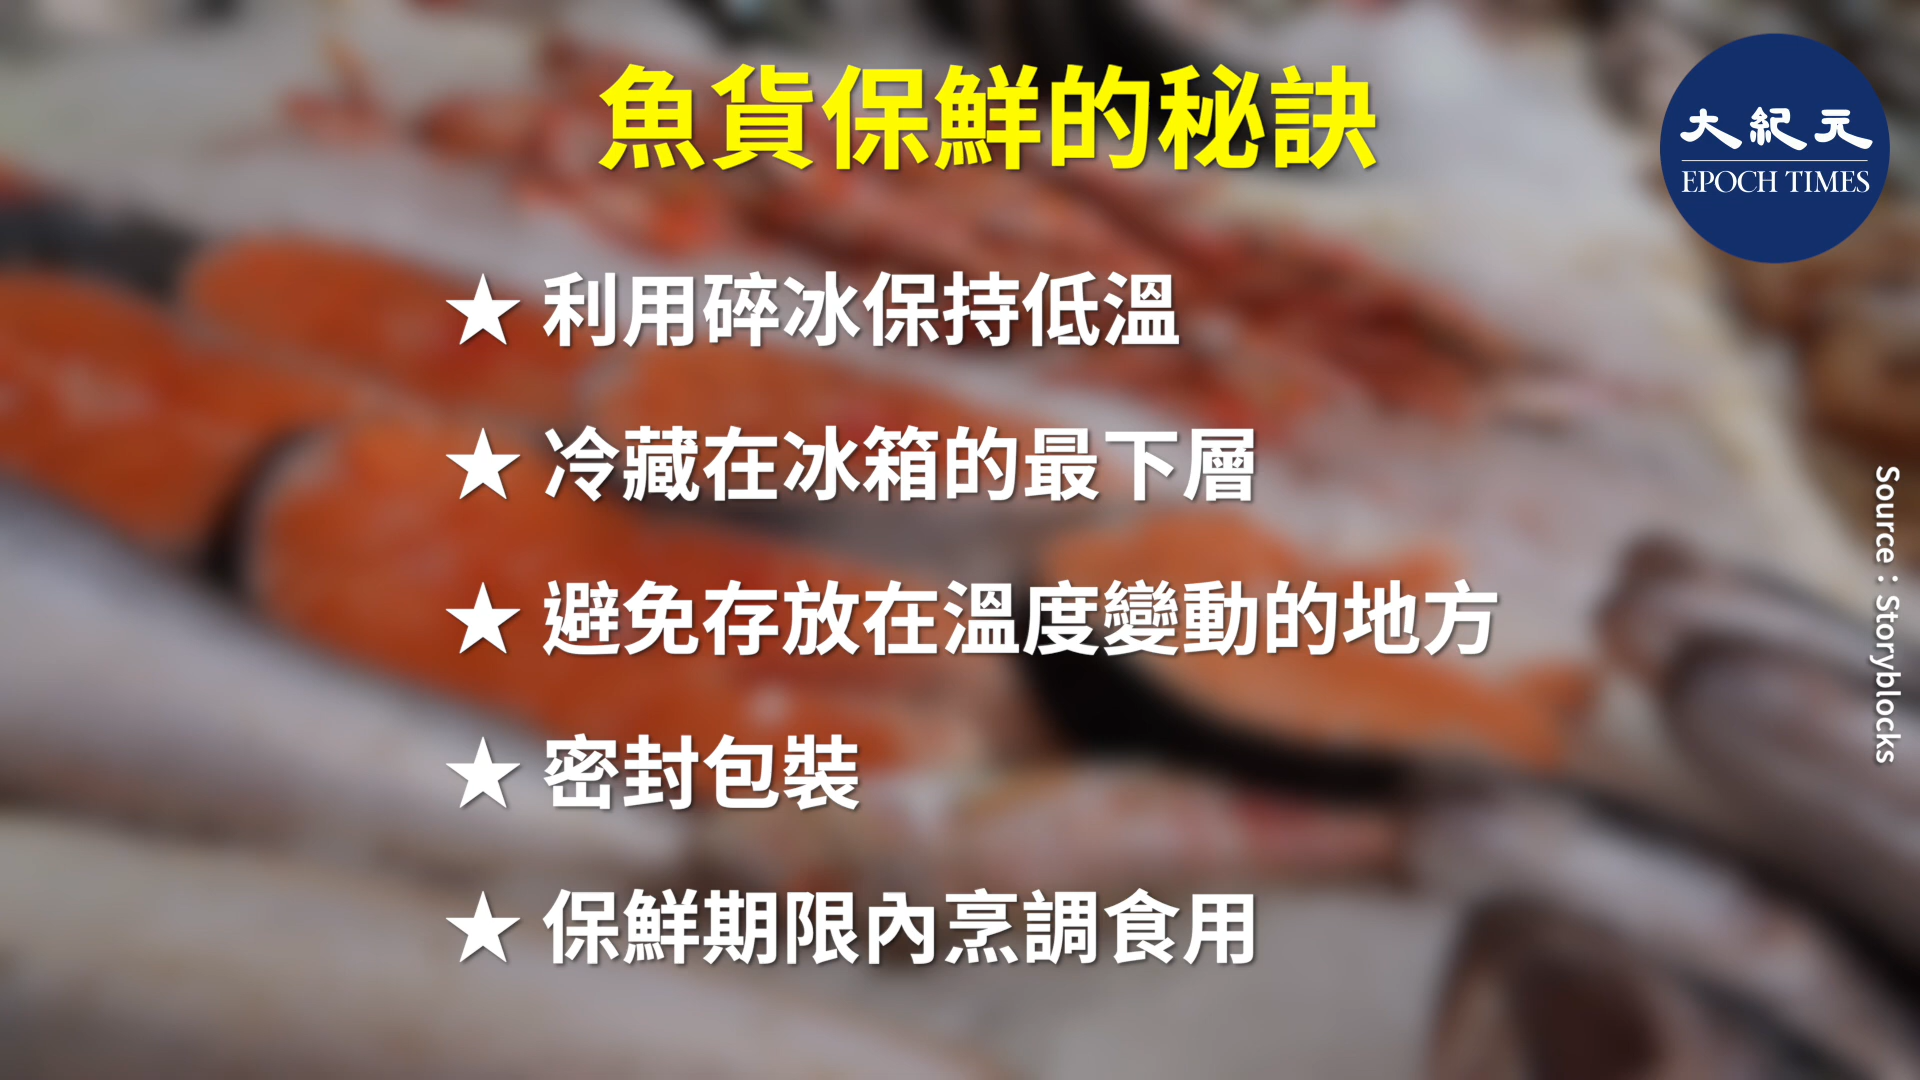 魚貨保鮮的秘訣
大紀元
EPOCH TIMES
★ 利用碎冰保持低溫
★ 冷藏在冰箱的最下層
★ 避免存放在溫度變動的地方
★ 密封包裝
★ 保鮮期限內烹調食用
Source : Storyblocks